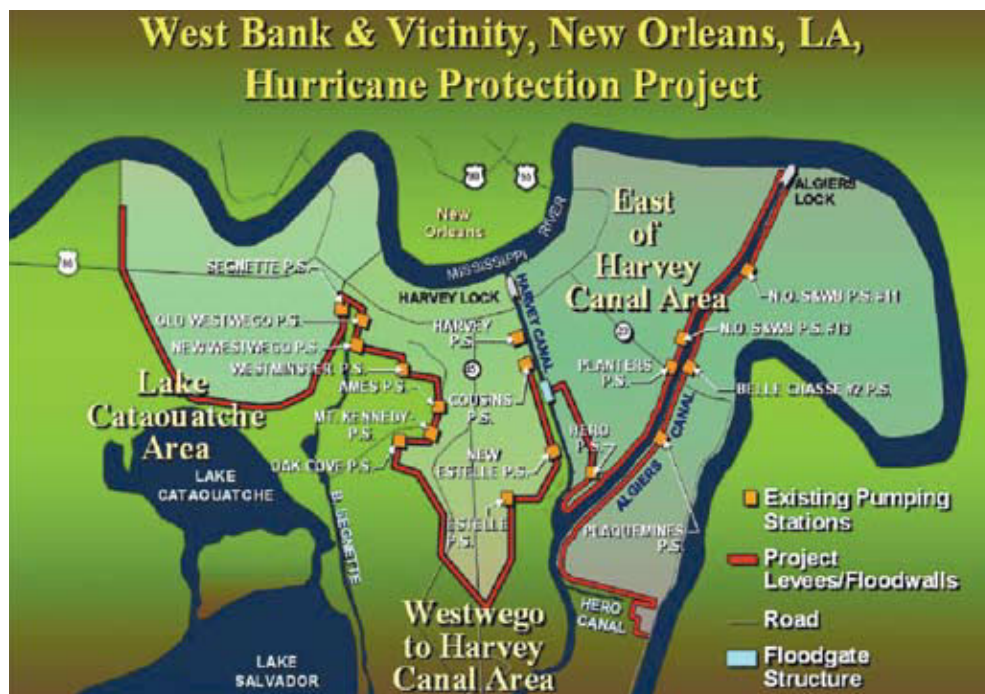 West Bank & Vicinity, New Orleans, LA,
Hurricane Protection Project
90
90
New
Orleans
MISSISSIPPI
RIVER
ALGIERS
LOCK
East
of
Harvey
Canal Area
90
SEGNETTE P.S.
HARVEY LOCK
HARVEY CANAL
N.O. S&WB P.S. #11
OLD WESTWEGO P.S.
HARVEY
P.S.
N.O. S&WB P.S. #13
NEW WESTWEGO P.S.
WESTMINSTER P.S.
PLANTERS
P.S.
BELLE CHASSE #2 P.S.
AMES P.S.
COUSINS
P.S.
Lake
Cataouatche
Area
MT. KENNEDY
P.S.
HERO
P.S.
OAK COVE P.S.
NEW
ESTELLE P.S.
ALGIERS
CANAL
LAKE
CATAOUATCHE
B. SEGNETTE
ESTELLE
P.S.
PLAQUEMINES
P.S.
Existing Pumping
Stations
Project
Levees/Floodwalls
Westwego
to Harvey
Canal Area
HERO
CANAL
Road
LAKE
SALVADOR
Floodgate
Structure